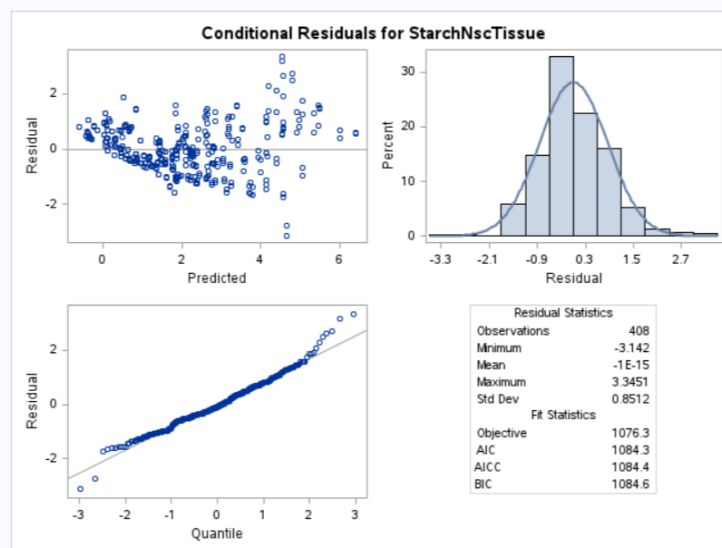 Conditional Residuals for StarchNscTissue
Residual
2
0
-2
0
2
4
6
Predicted
Percent
30
20
10
0
-3.3
-2.1
-0.9
0.3
1.5
2.7
Residual
Residual
2
0
-2
-3
-2
-1
0
1
2
3
Quantile
Residual Statistics
Observations 408
Minimum -3.142
Mean -1E-15
Maximum 3.3451
Std Dev 0.8512
Fit Statistics
Objective 1076.3
AIC 1084.3
AICC 1084.4
BIC 1084.6